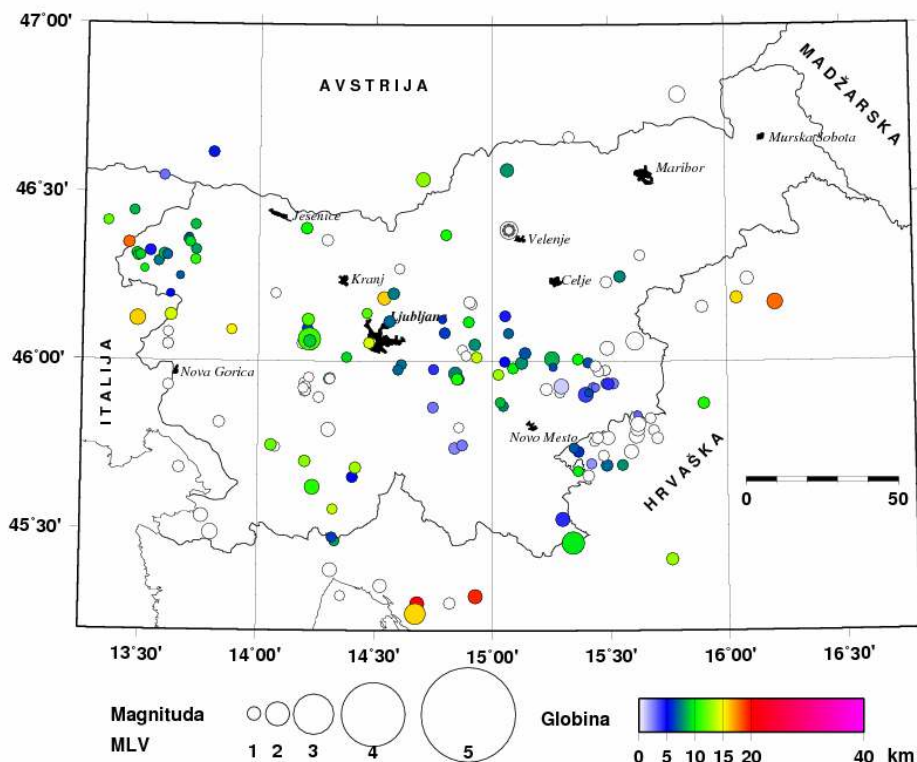 47˚00'
AVSTRIJA
MADŽARSKA
Murska Sobota
Maribor
46˚30'
Jesenice
Velenje
Kranj
Celje
Ljubljana
46˚00'
ITALIJA
Nova Gorica
Novo Mesto
HRVAŠKA
0 50
45˚30'
13˚30' 14˚00' 14˚30' 15˚00' 15˚30' 16˚00' 16˚30'
Magnituda
MLV
1 2 3 4 5
Globina
0 5 10 15 20 40 km